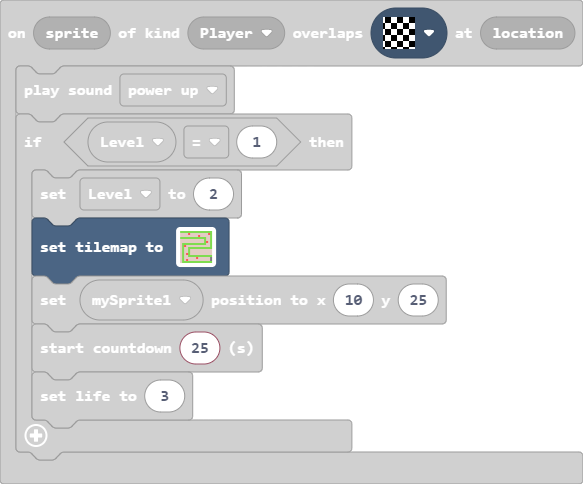 on sprite of kind Player overlaps at location
play sound power up
if Level = 1 then
set Level to 2
set tilemap to
set mySprite1 position to x 10 y 25
start countdown 25 (s)
set life to 3